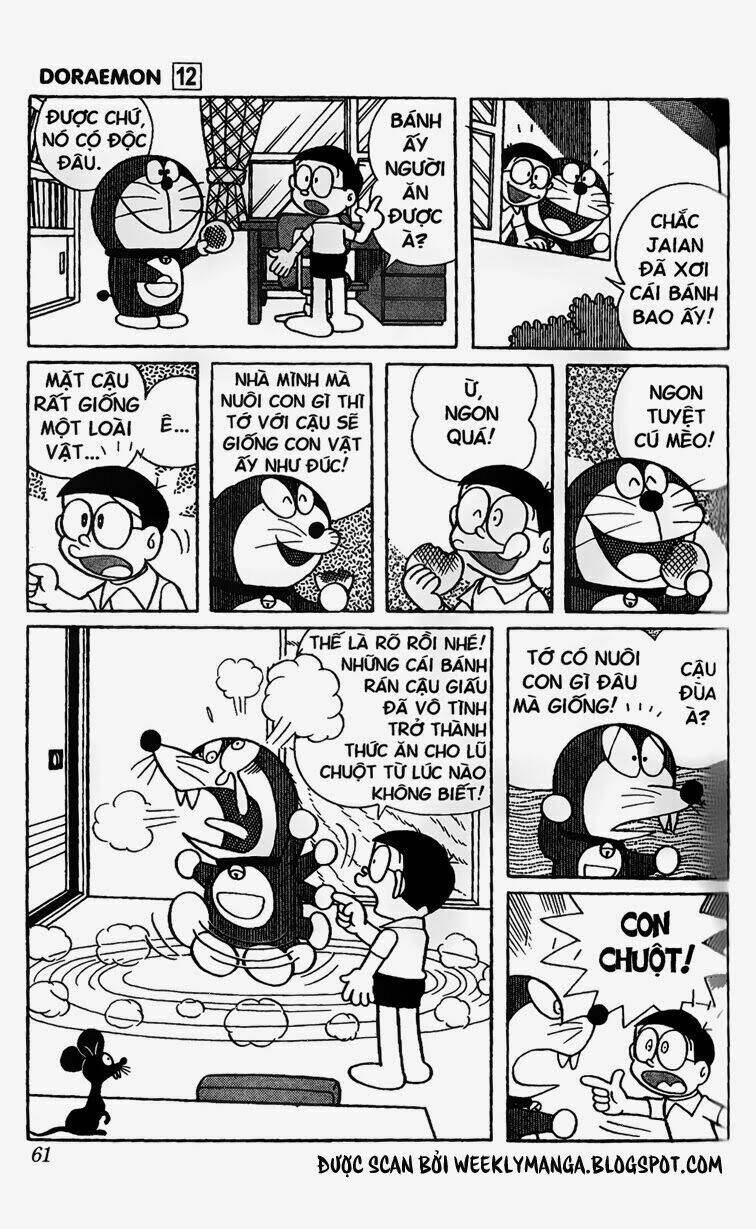 DORAEMON 12
CHẮC
JAIAN
ĐÃ XƠI
CÁI BÁNH
BAO ẤY!
BÁNH
ẤY
NGƯỜI
ĂN
ĐƯỢC
À?
ĐƯỢC CHỨ,
NÓ CÓ ĐỘC
ĐÂU.
NGON
TUYỆT
CÚ MÈO!
Ừ,
NGON
QUÁ!
NHÀ MÌNH MÀ
NUÔI CON GÌ THÌ
TỚ VỚI CẬU SẼ
GIỐNG CON VẬT
ẤY NHƯ ĐÚC!
Ê...
MẶT CẬU
RẤT GIỐNG
MỘT LOÀI
VẬT...
CẬU
ĐÙA
À?
TỚ CÓ NUÔI
CON GÌ ĐÂU
MÀ GIỐNG!
CON
CHUỘT!
THẾ LÀ RÕ RỒI NHÉ!
NHỮNG CÁI BÁNH
RÁN CẬU GIẤU
ĐÃ VÔ TÌNH
TRỞ THÀNH
THỨC ĂN CHO LŨ
CHUỘT TỪ LÚC NÀO
KHÔNG BIẾT!
61
ĐƯỢC SCAN BỞI WEEKLYMANGA.BLOGSPOT.COM